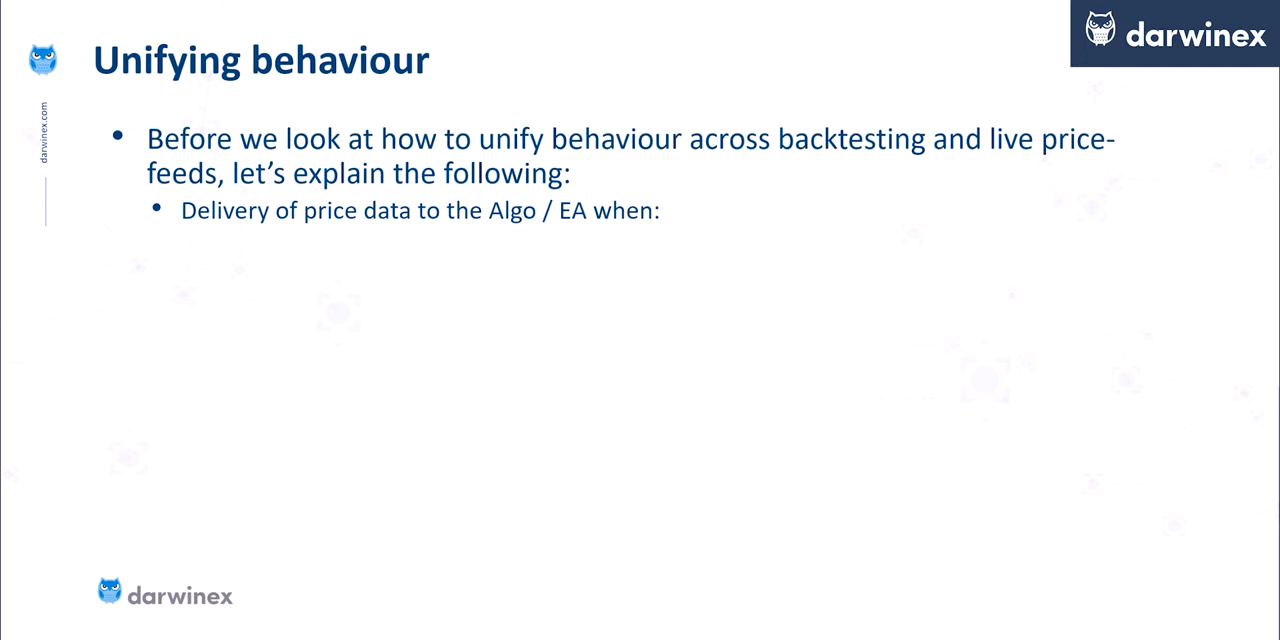 darwinex
Unifying behaviour
darwinex.com
• Before we look at how to unify behaviour across backtesting and live price-
feeds, let’s explain the following:
• Delivery of price data to the Algo / EA when:
darwinex